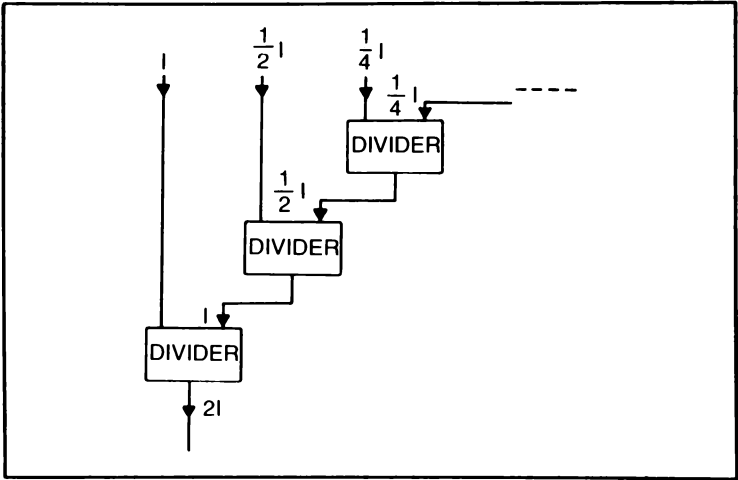 I
1/2 I
1/4 I
1/4 I
DIVIDER
1/2 I
DIVIDER
I
DIVIDER
2I